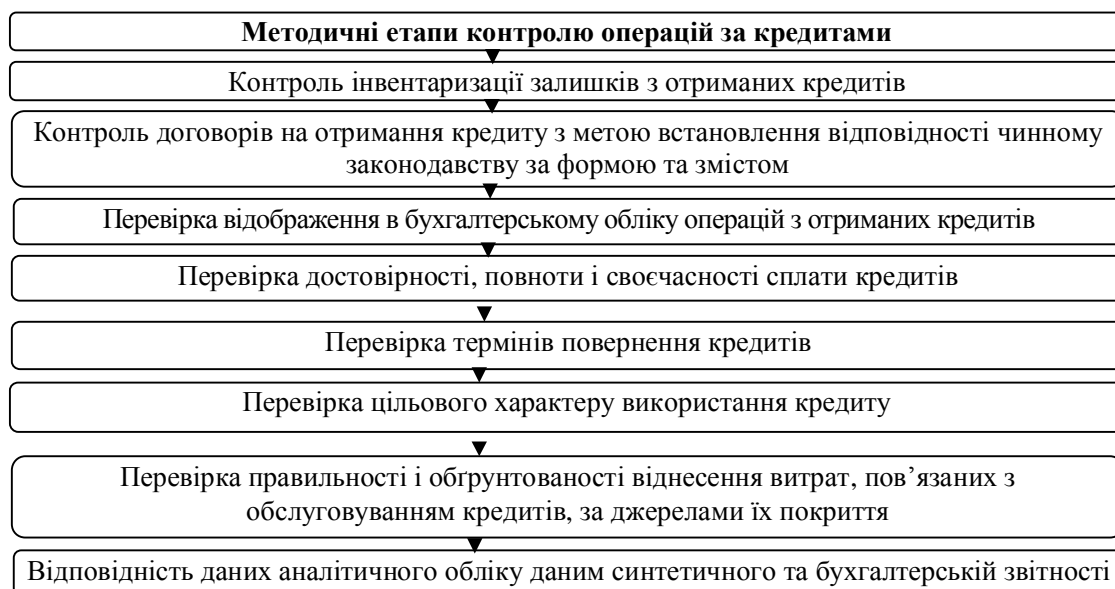 Методичні етапи контролю операцій за кредитами
Контроль інвентаризації залишків з отриманих кредитів
Контроль договорів на отримання кредиту з метою встановлення відповідності чинному
законодавству за формою та змістом
Перевірка відображення в бухгалтерському обліку операцій з отриманих кредитів
Перевірка достовірності, повноти і своєчасності сплати кредитів
Перевірка термінів повернення кредитів
Перевірка цільового характеру використання кредиту
Перевірка правильності і обґрунтованості віднесення витрат, пов’язаних з
обслуговуванням кредитів, за джерелами їх покриття
Відповідність даних аналітичного обліку даним синтетичного та бухгалтерській звітності